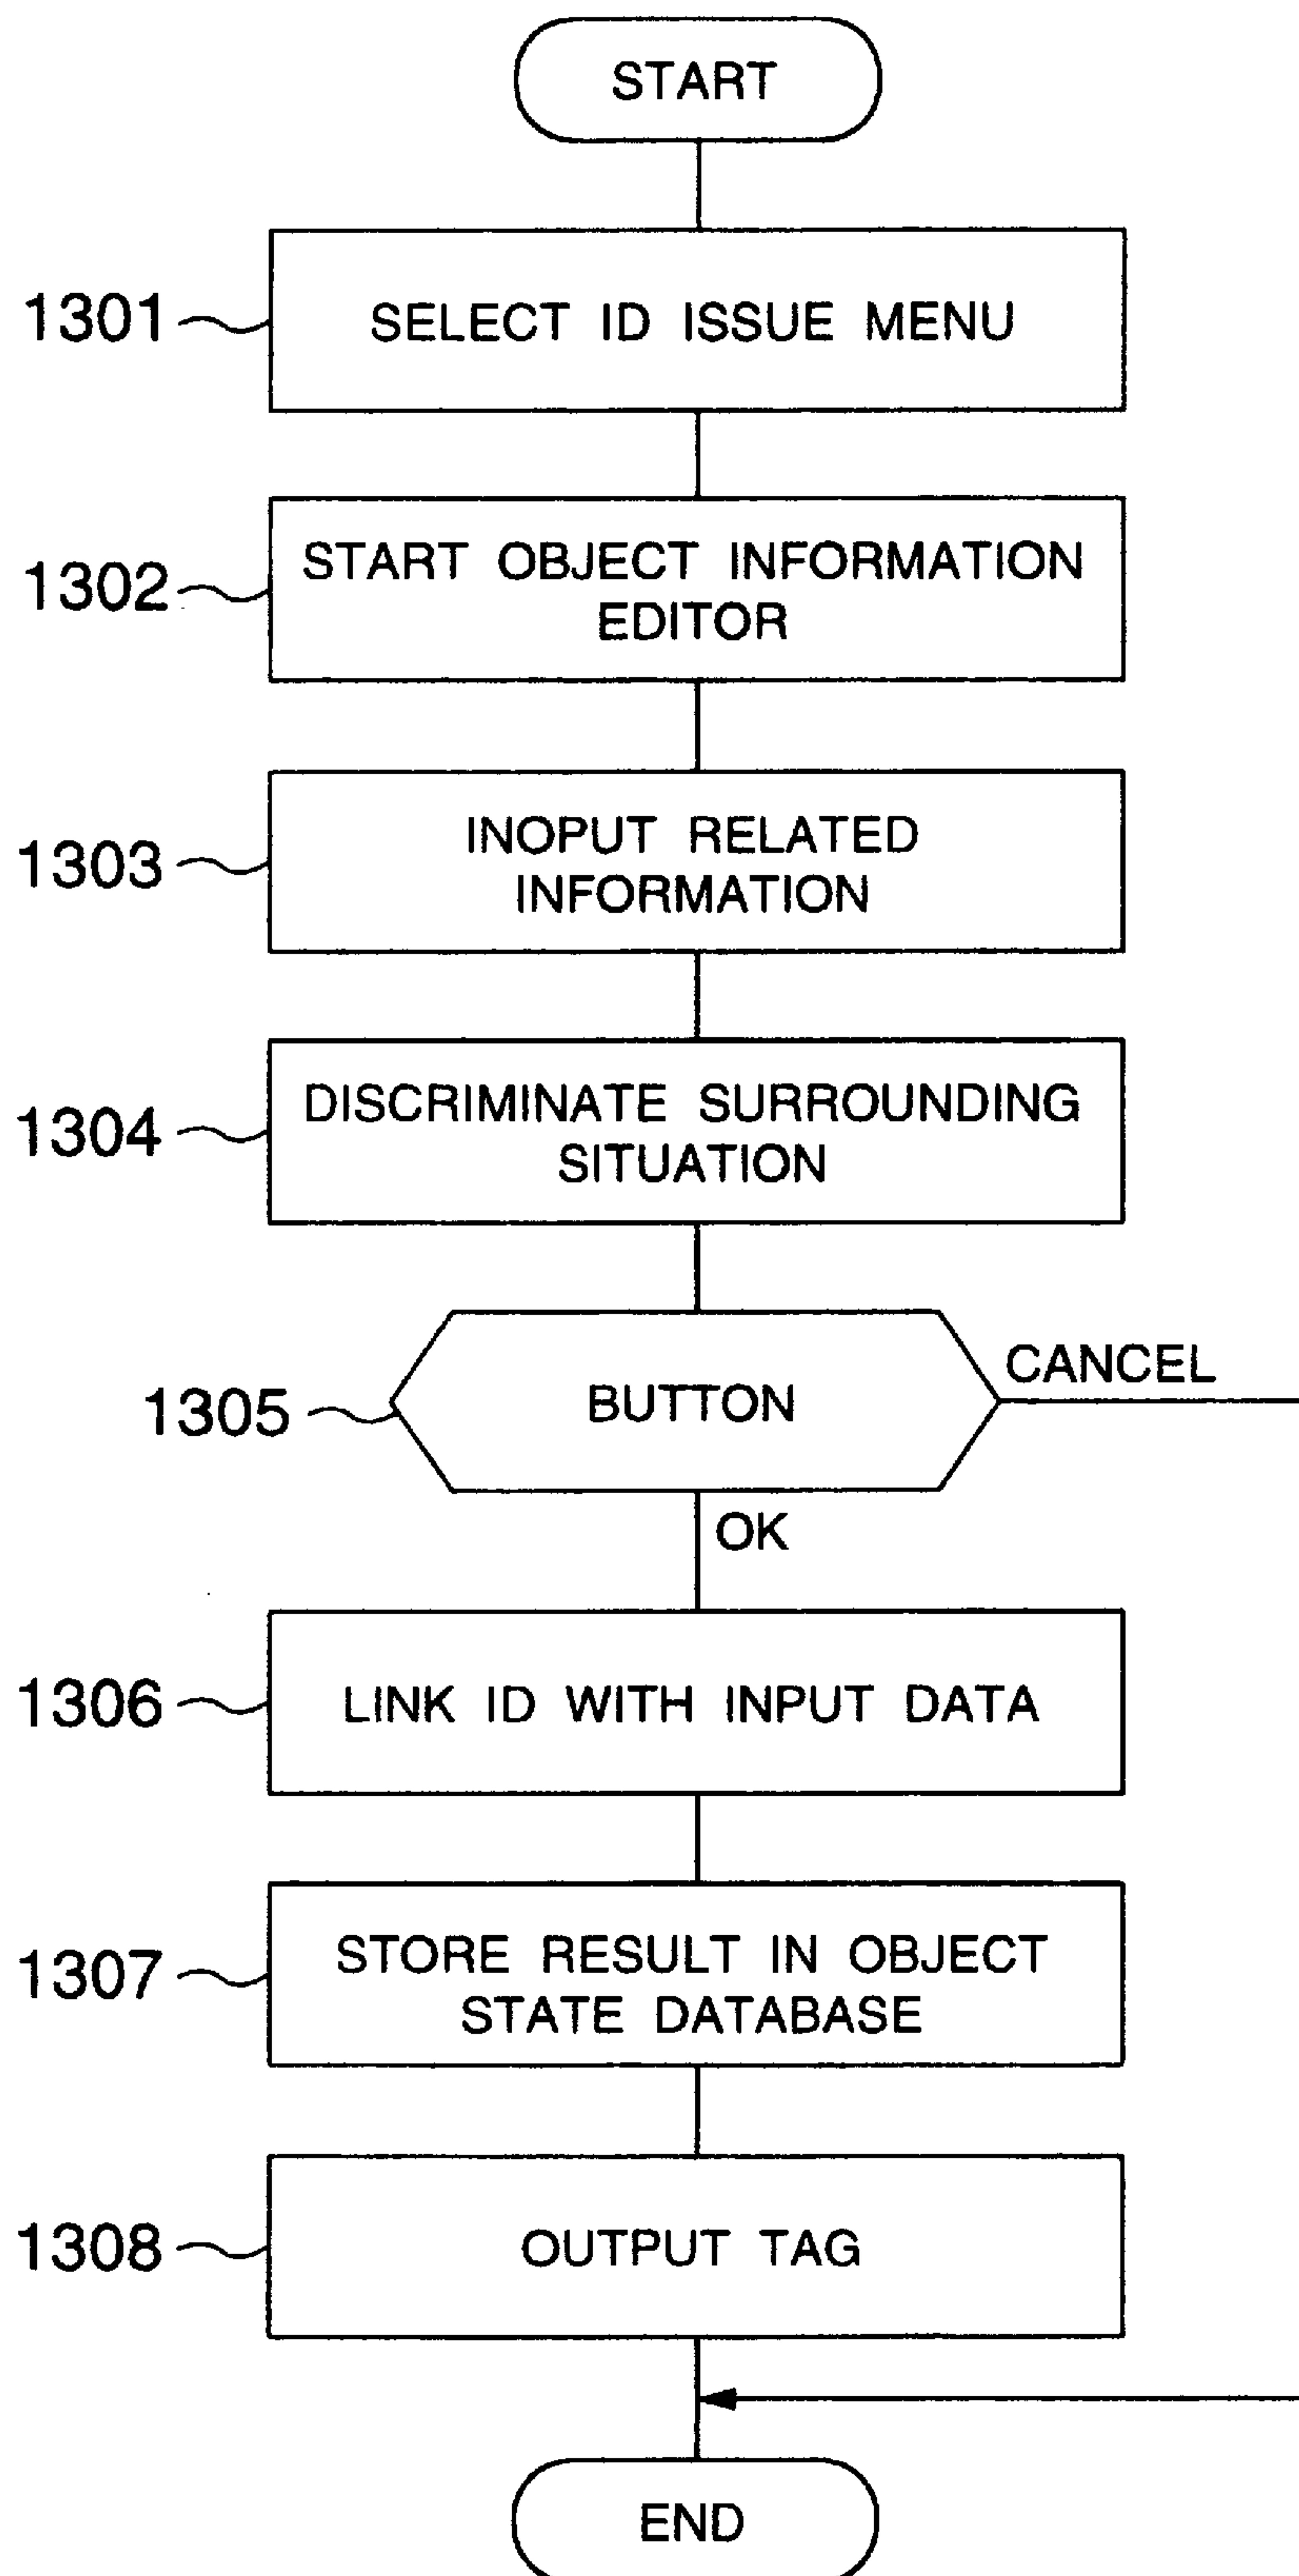 START
1301
SELECT ID ISSUE MENU
1302
START OBJECT INFORMATION
EDITOR
1303
INOPUT RELATED
INFORMATION
1304
DISCRIMINATE SURROUNDING
SITUATION
1305
BUTTON
CANCEL
OK
1306
LINK ID WITH INPUT DATA
1307
STORE RESULT IN OBJECT
STATE DATABASE
1308
OUTPUT TAG
END